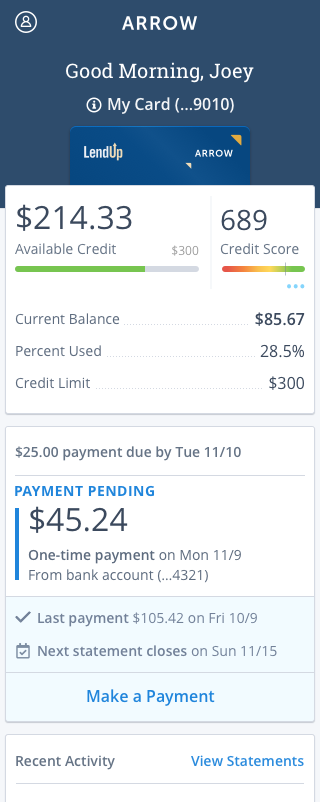 ARROW
Good Morning, Joey
My Card (...9010)
LendUp
ARROW
$214.33
Available Credit $300
689
Credit Score
Current Balance $85.67
Percent Used 28.5%
Credit Limit $300
$25.00 payment due by Tue 11/10
PAYMENT PENDING
$45.24
One-time payment on Mon 11/9
From bank account (...4321)
Last payment $105.42 on Fri 10/9
Next statement closes on Sun 11/15
Make a Payment
Recent Activity View Statements